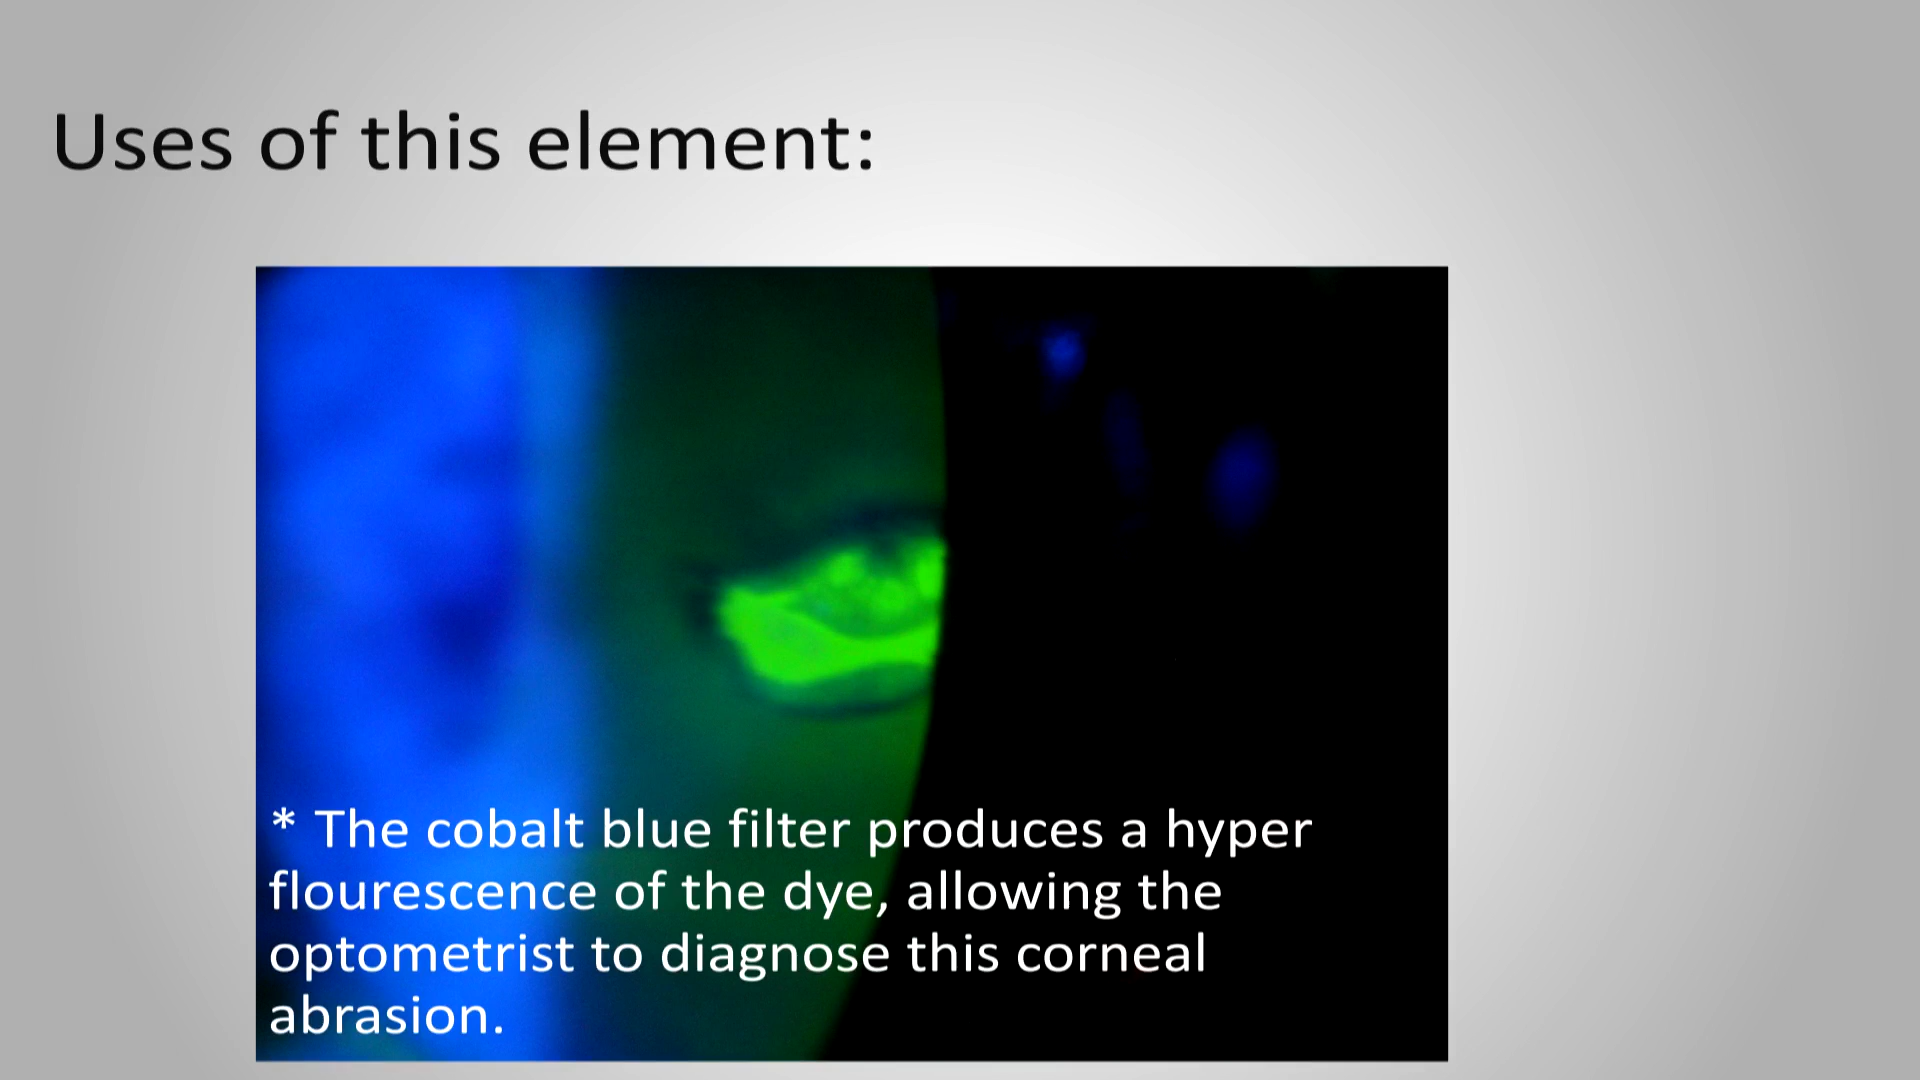 Uses of this element:
* The cobalt blue filter produces a hyper
flourescence of the dye, allowing the
optometrist to diagnose this corneal
abrasion.